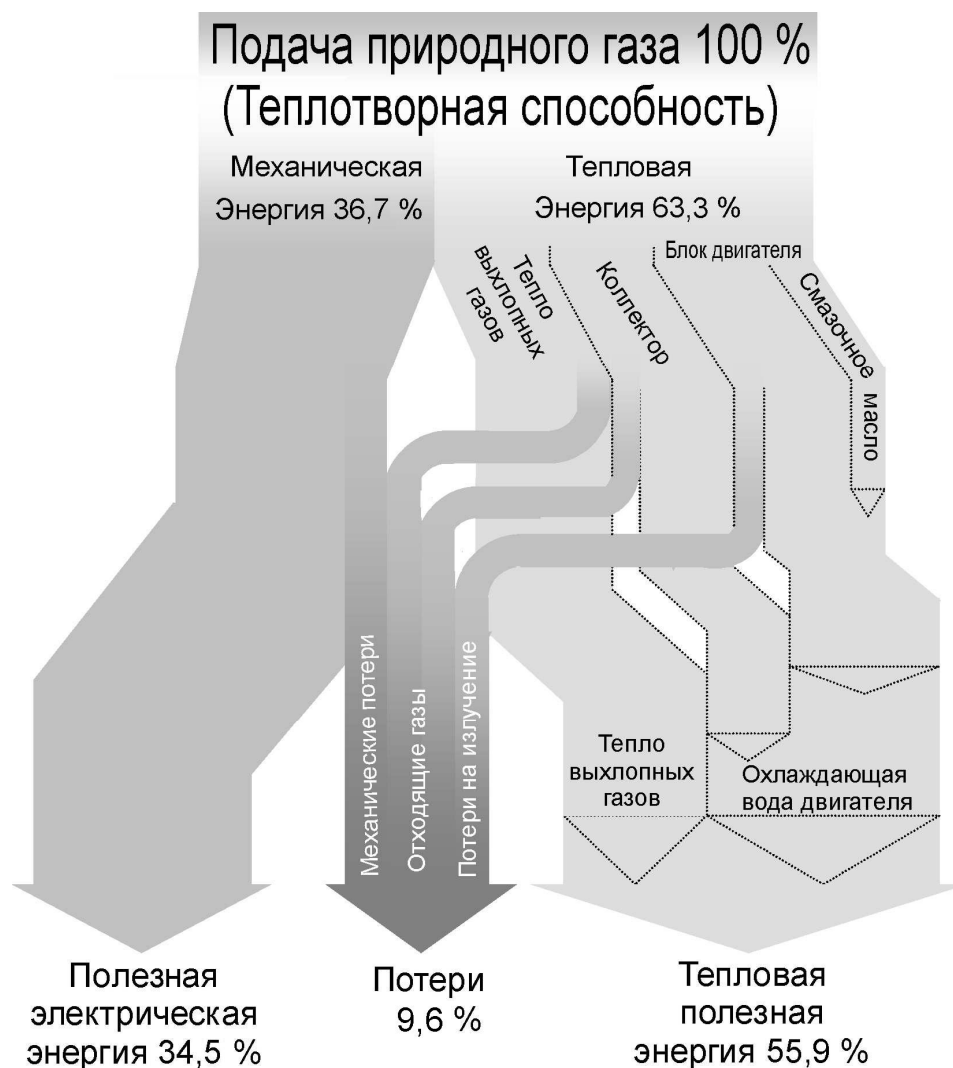 Подача природного газа 100 %
(Теплотворная способность)
Механическая
Энергия 36,7 %
Тепловая
Энергия 63,3 %
Тепло
выхлопных
газов
Коллектор
Блок двигателя
Смазочное масло
Механические потери
Отходящие газы
Потери на излучение
Тепло
выхлопных
газов
Охлаждающая
вода двигателя
Полезная
электрическая
энергия 34,5 %
Потери
9,6 %
Тепловая
полезная
энергия 55,9 %